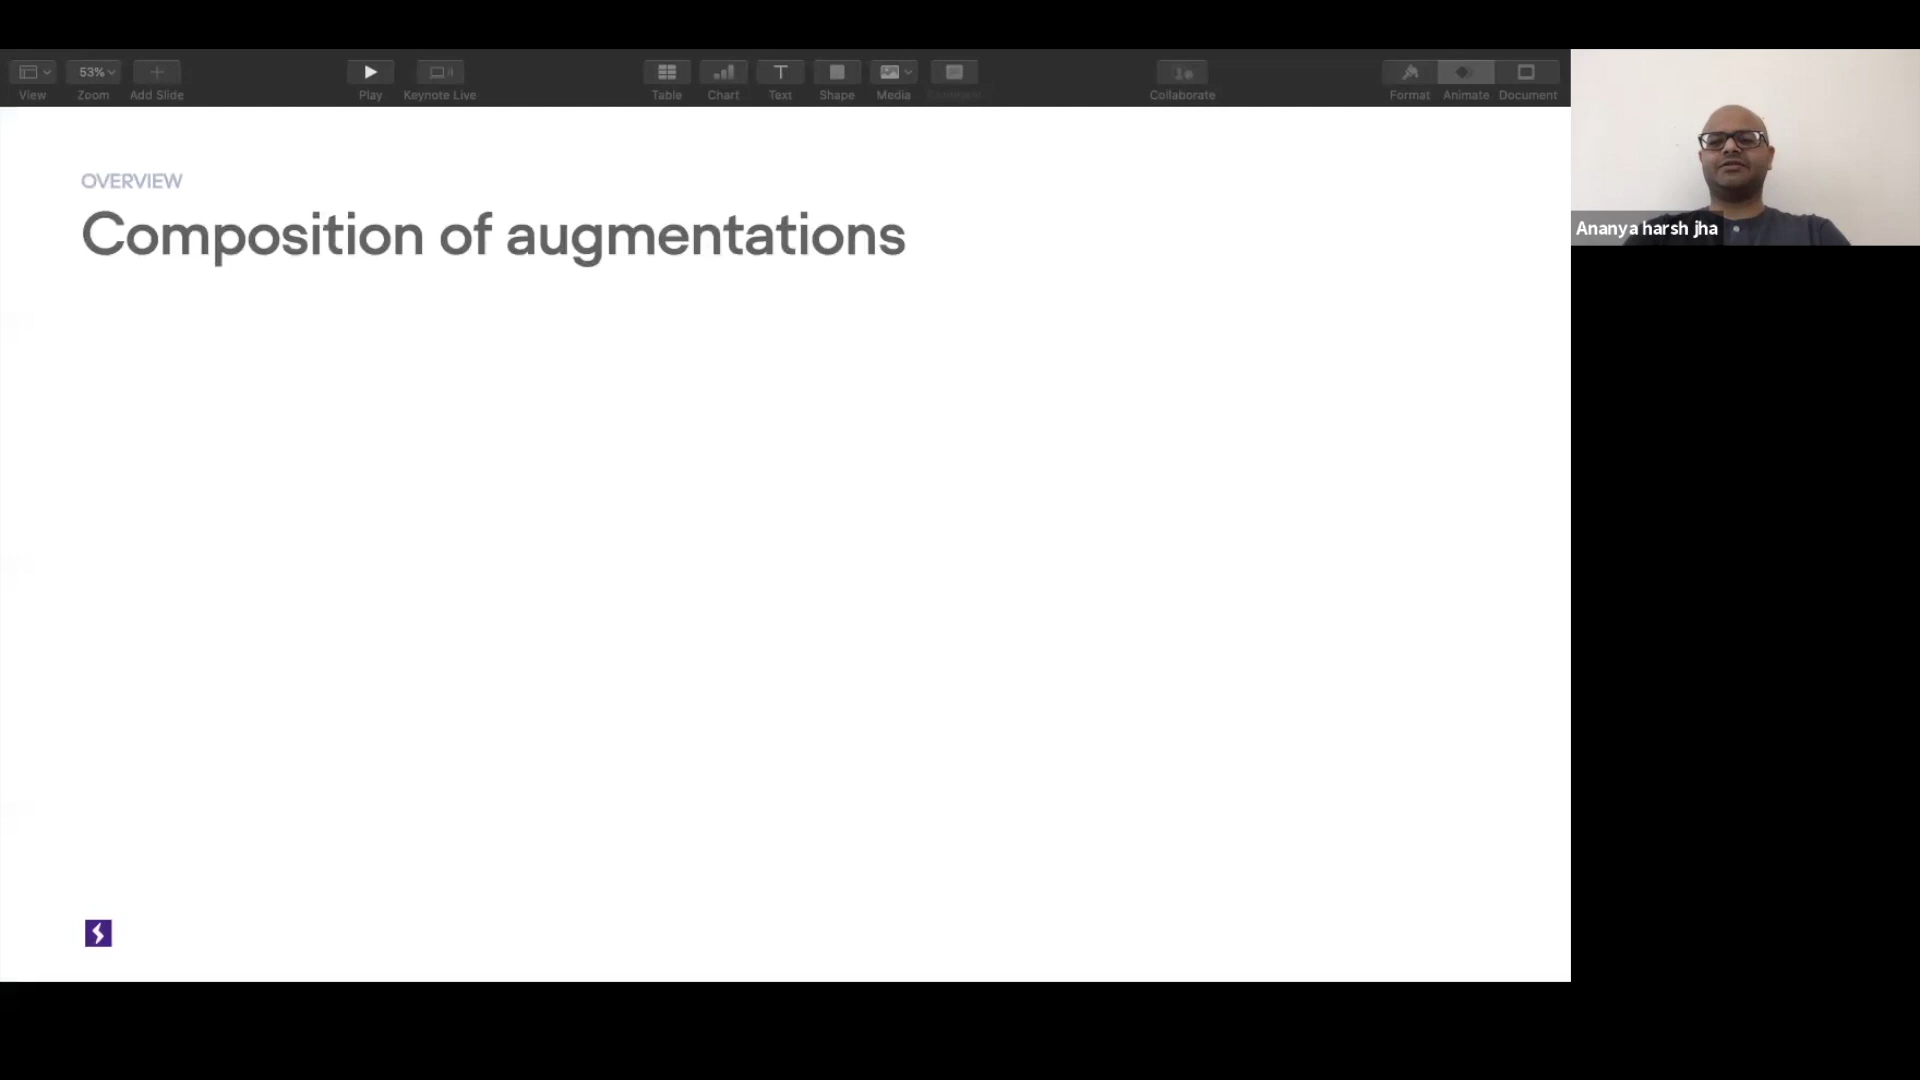 53%
View Zoom Add Slide Play Keynote Live Table Chart Text Shape Media Collaborate Format Animate Document
OVERVIEW
Composition of augmentations
Ananya harsh jha